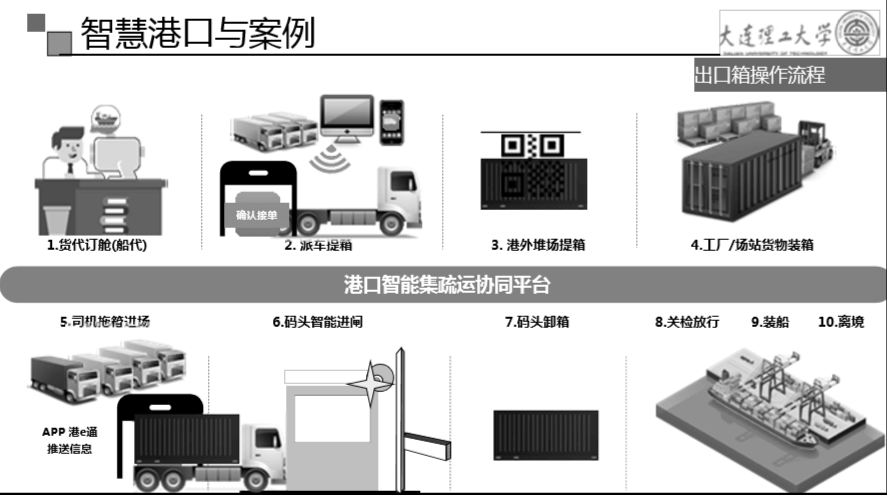 智慧港口与案例
大连理工大学
出口箱操作流程
确认接单
1.货代订舱(船代)
2. 派车提箱
3. 港外堆场提箱
4.工厂/场站货物装箱
港口智能集疏运协同平台
5.司机拖箱进场
6.码头智能进闸
7.码头卸箱
8.关检放行
9.装船
10.离境
APP 港e通
推送信息